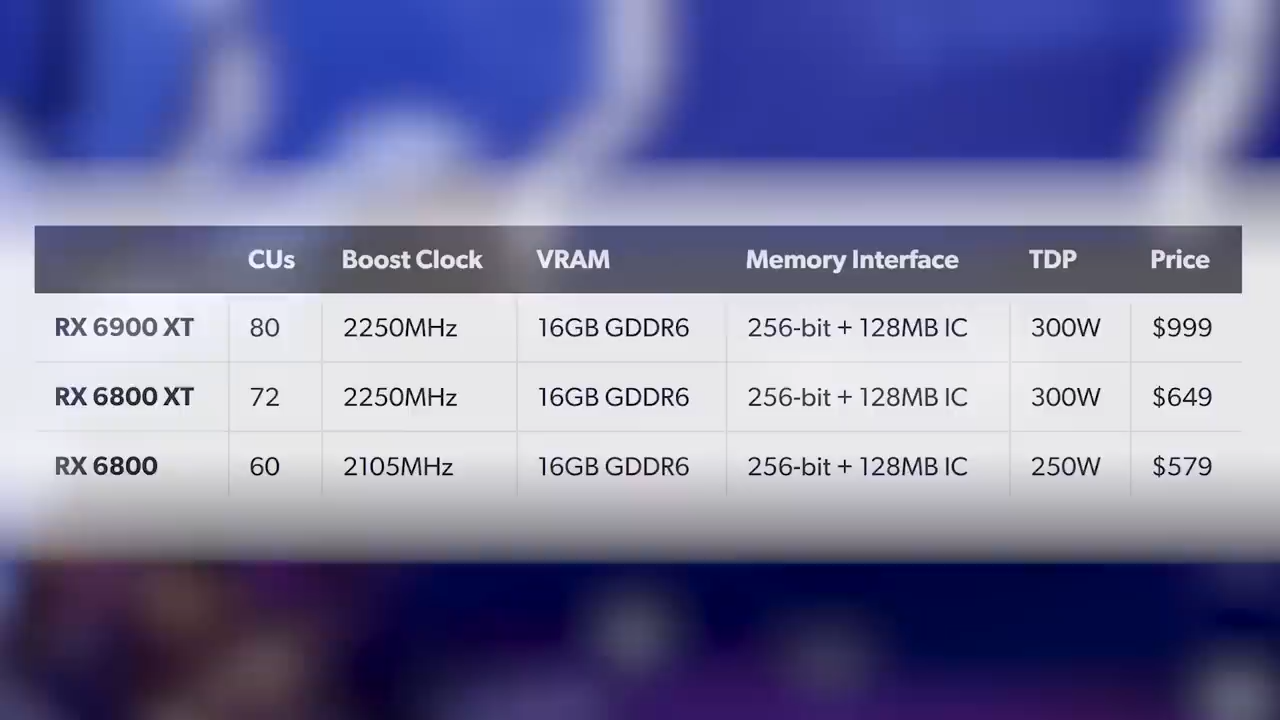 CUs Boost Clock VRAM Memory Interface TDP Price
RX 6900 XT 80 2250MHz 16GB GDDR6 256-bit + 128MB IC 300W $999
RX 6800 XT 72 2250MHz 16GB GDDR6 256-bit + 128MB IC 300W $649
RX 6800 60 2105MHz 16GB GDDR6 256-bit + 128MB IC 250W $579